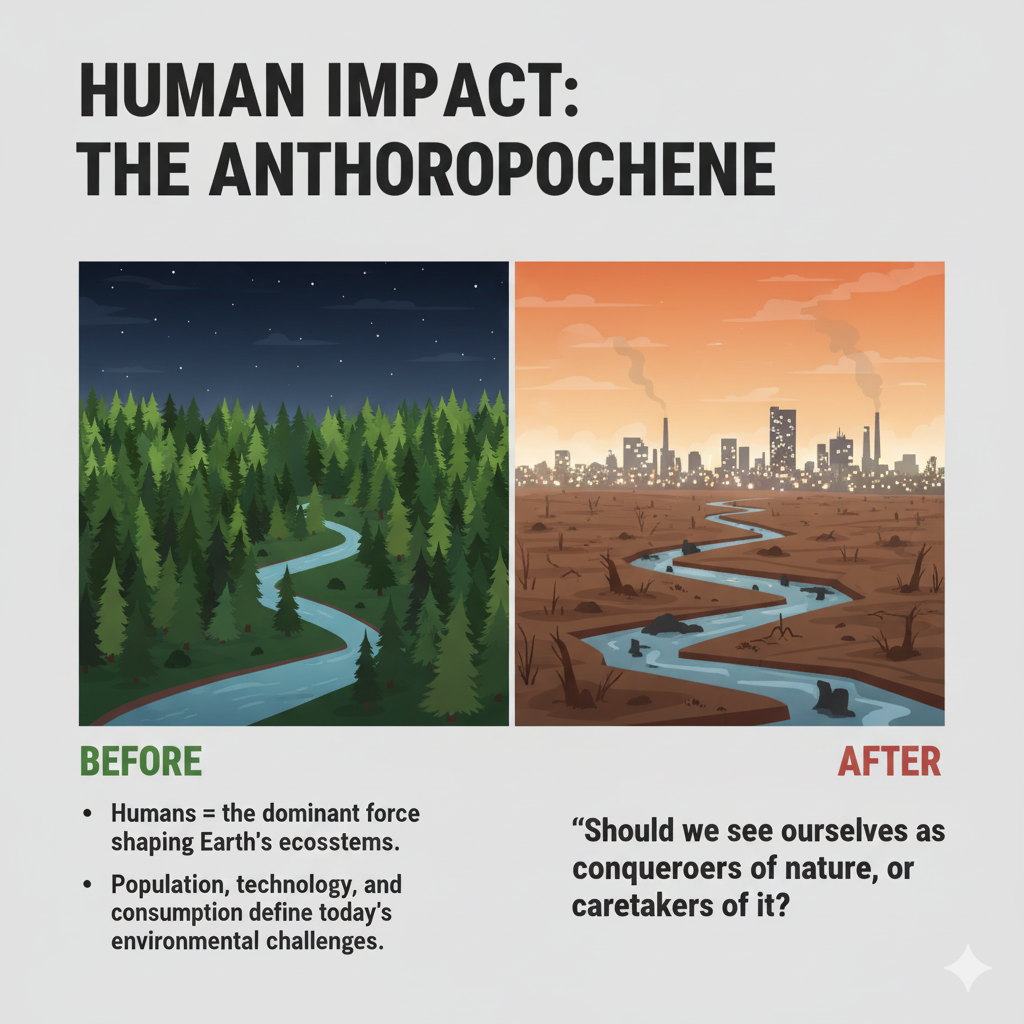 HUMAN IMPACT:
THE ANTHOROPOCHENE
BEFORE
AFTER
• Humans = the dominant force
shaping Earth's ecosstems.
• Population, technology, and
consumption define today's
environmental challenges.
“Should we see ourselves as
conqueroers of nature, or
caretakers of it?